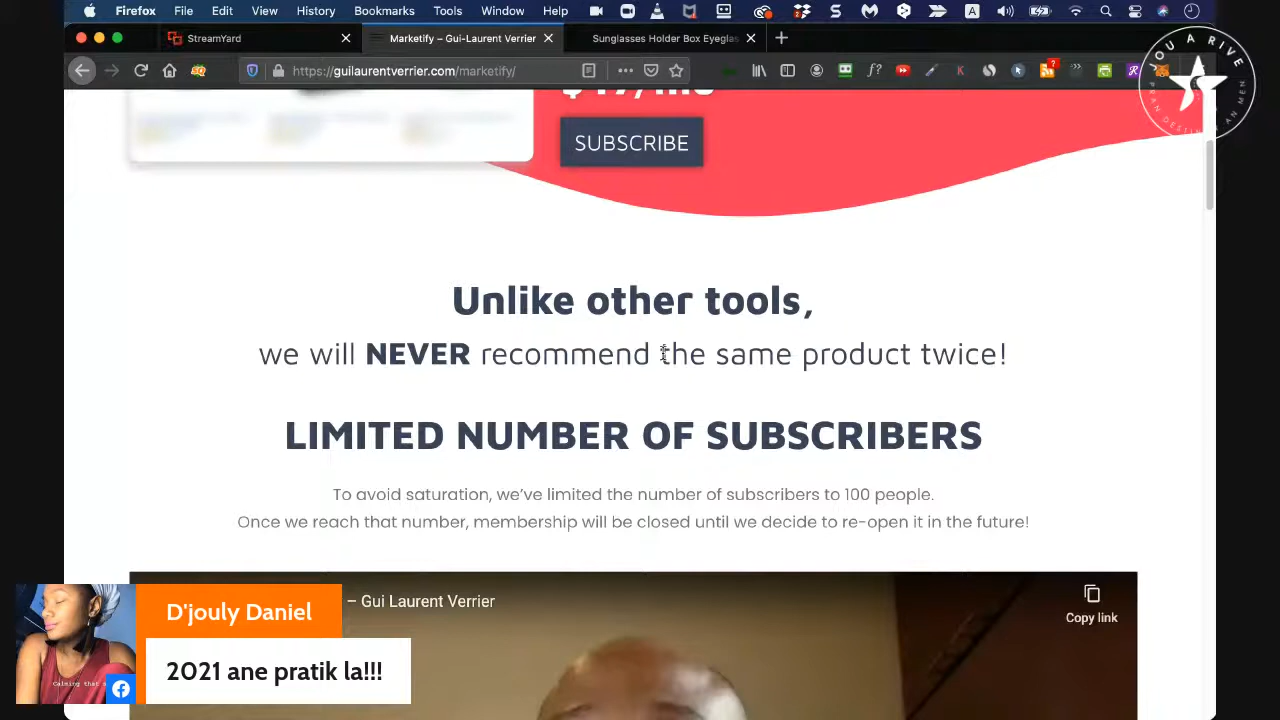 Firefox File Edit View History Bookmarks Tools Window Help
StreamYard
Marketify – Gui-Laurent Verrier
Sunglasses Holder Box Eyeglas
https://guilaurentverrier.com/marketify/
SUBSCRIBE
Unlike other tools,
we will NEVER recommend the same product twice!
LIMITED NUMBER OF SUBSCRIBERS
To avoid saturation, we've limited the number of subscribers to 100 people.
Once we reach that number, membership will be closed until we decide to re-open it in the future!
– Gui Laurent Verrier
Copy link
D'jouly Daniel
2021 ane pratik la!!!